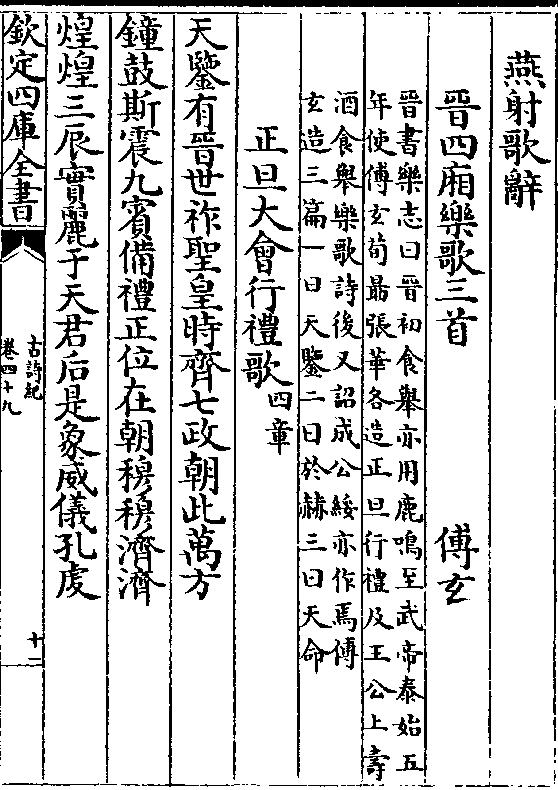 燕射歌辭
晉四廂樂歌三首 傅玄
晉書樂志曰晉初食舉亦用鹿鳴至武帝泰始五
年使傅玄荀勗張華各造正旦行禮及王公上壽
酒食舉樂歌詩後又詔成公綏亦作焉傅
玄造三篇一曰天鑒二曰於赫三曰天命
正旦大會行禮歌四章
天鑒有晉世祚聖皇時齊七政朝此萬方
鐘鼓斯震九賓備禮正位在朝穆穆濟濟
煌煌三辰實麗于天君后是象威儀孔虔
欽定四庫全書
古詩紀
卷四十九
十二